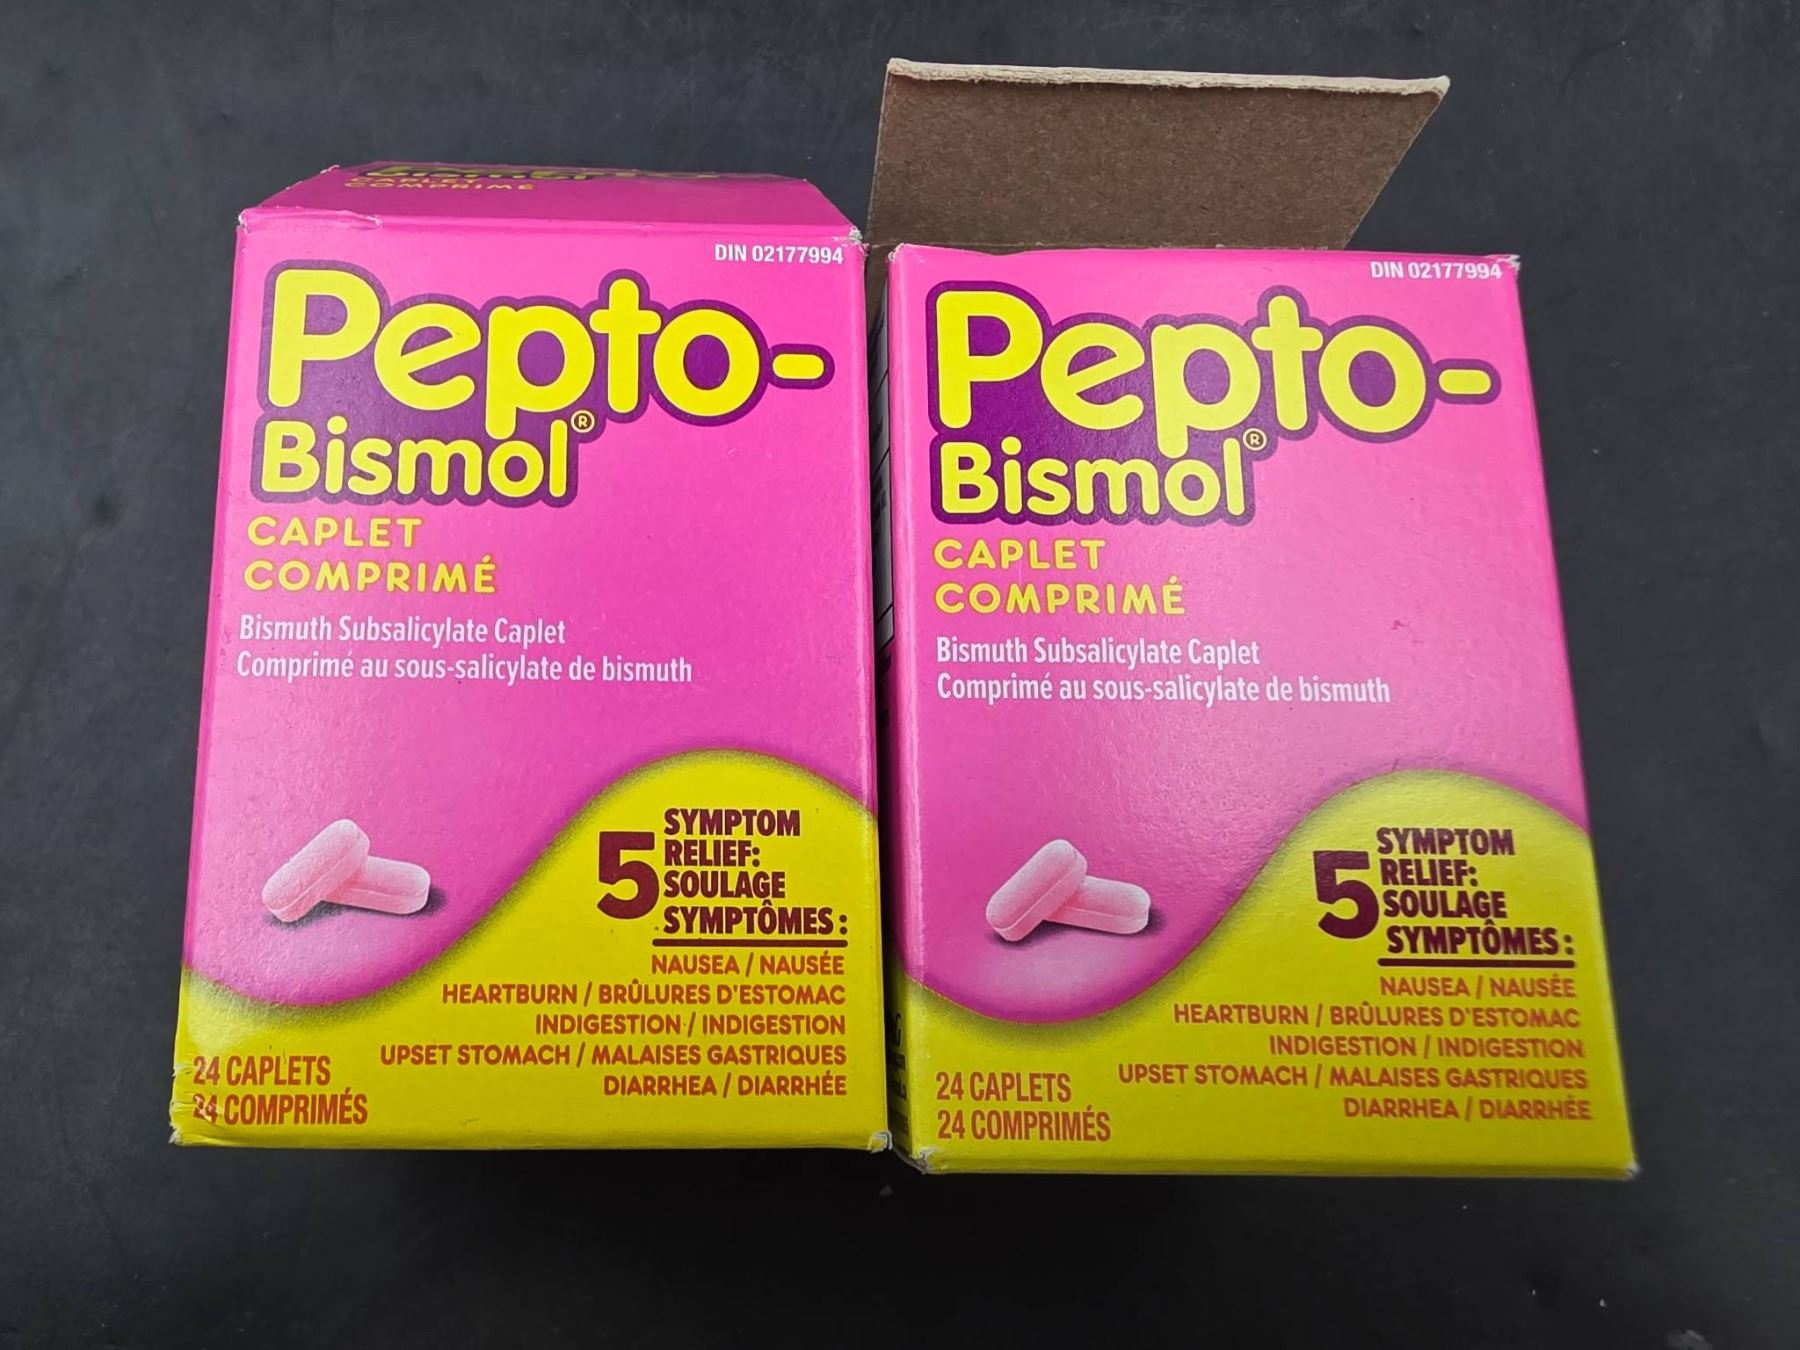 Bismol
CAPLET
COMPRIMÉ
DIN 02177994
Pepto-
Bismol®
CAPLET
COMPRIMÉ
Bismuth Subsalicylate Caplet
Comprimé au sous-salicylate de bismuth
5 SYMPTOM
RELIEF:
SOULAGE
SYMPTÔMES :
NAUSEA / NAUSÉE
HEARTBURN / BRÛLURES D'ESTOMAC
INDIGESTION / INDIGESTION
UPSET STOMACH / MALAISES GASTRIQUES
DIARRHEA / DIARRHÉE
24 CAPLETS
24 COMPRIMÉS
DIN 02177994
Pepto-
Bismol®
CAPLET
COMPRIMÉ
Bismuth Subsalicylate Caplet
Comprimé au sous-salicylate de bismuth
5 SYMPTOM
RELIEF:
SOULAGE
SYMPTÔMES :
NAUSEA / NAUSÉE
HEARTBURN / BRÛLURES D'ESTOMAC
INDIGESTION / INDIGESTION
UPSET STOMACH / MALAISES GASTRIQUES
DIARRHEA / DIARRHÉE
24 CAPLETS
24 COMPRIMÉS